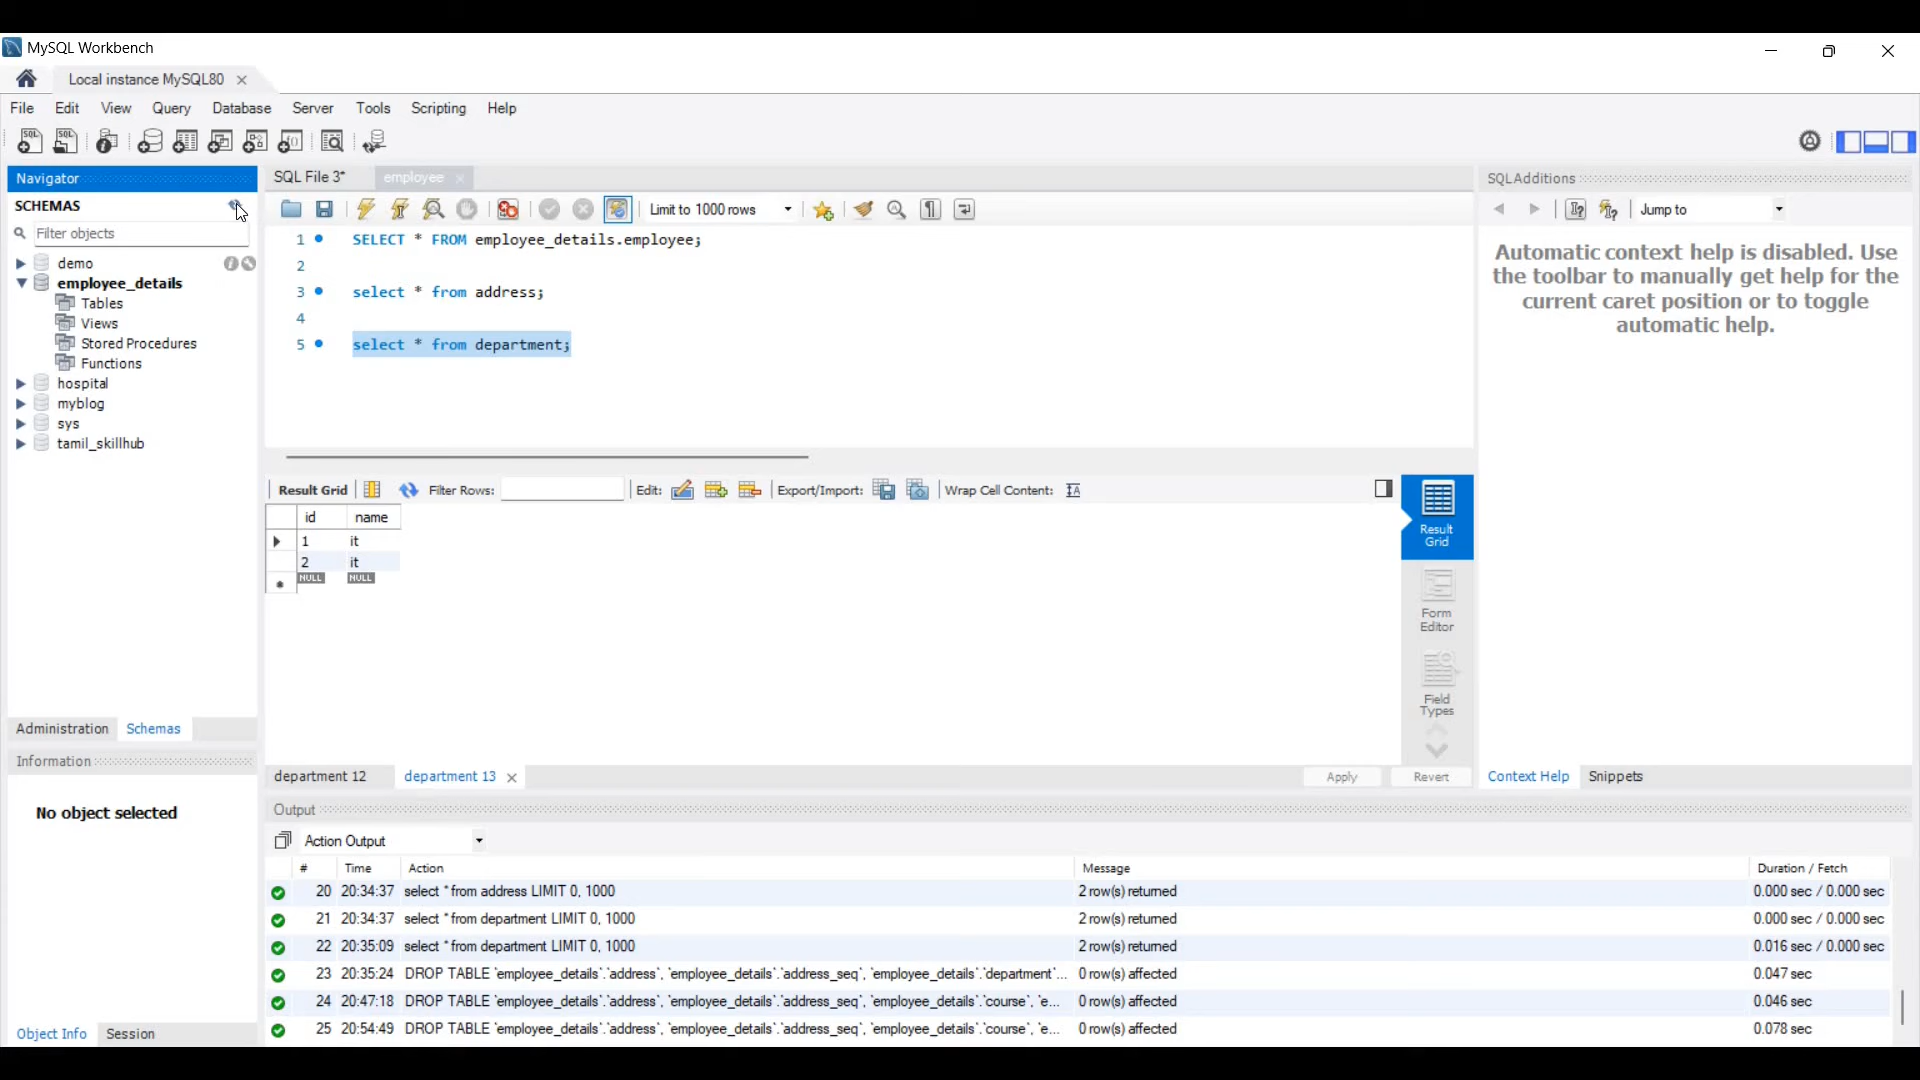 MySQL Workbench
Local instance MySQL80
File Edit View Query Database Server Tools Scripting Help
Navigator
SCHEMAS
Filter objects
demo
employee_details
Tables
Views
Stored Procedures
Functions
hospital
myblog
sys
tamil_skillhub
Administration Schemas
Information
No object selected
Object Info Session
SQL File 3* employee
Limit to 1000 rows
1 SELECT * FROM employee_details.employee;
2
3 select * from address;
4
5 select * from department;
Result Grid Filter Rows: Edit: Export/Import: Wrap Cell Content:
id name
1 it
2 it
NULL NULL
Result
Grid
Form
Editor
Field
Types
department 12 department 13 Apply Revert
SQLAdditions
Jump to
Automatic context help is disabled. Use
the toolbar to manually get help for the
current caret position or to toggle
automatic help.
Context Help Snippets
Output
Action Output
# Time Action Message Duration / Fetch
20 20:34:37 select * from address LIMIT 0, 1000 2 row(s) returned 0.000 sec / 0.000 sec
21 20:34:37 select * from department LIMIT 0, 1000 2 row(s) returned 0.000 sec / 0.000 sec
22 20:35:09 select * from department LIMIT 0, 1000 2 row(s) returned 0.016 sec / 0.000 sec
23 20:35:24 DROP TABLE `employee_details`.`address`, `employee_details`.`address_seq`, `employee_details`.`department`... 0 row(s) affected 0.047 sec
24 20:47:18 DROP TABLE `employee_details`.`address`, `employee_details`.`address_seq`, `employee_details`.`course`, `e... 0 row(s) affected 0.046 sec
25 20:54:49 DROP TABLE `employee_details`.`address`, `employee_details`.`address_seq`, `employee_details`.`course`, `e... 0 row(s) affected 0.078 sec